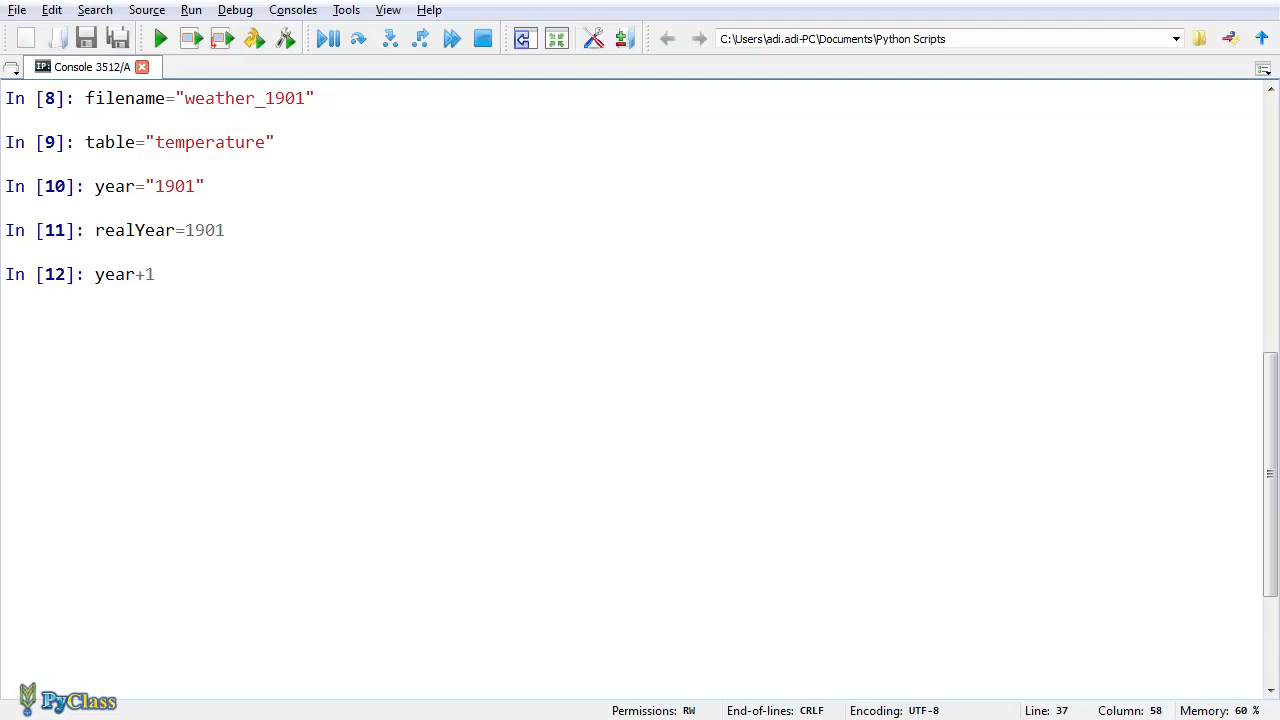 File Edit Search Source Run Debug Consoles Tools View Help
C:\Users\adi.adi-PC\Documents\Python Scripts
IP: Console 3512/A
In [8]: filename="weather_1901"
In [9]: table="temperature"
In [10]: year="1901"
In [11]: realYear=1901
In [12]: year+1
PyClass
Permissions: RW End-of-lines: CRLF Encoding: UTF-8 Line: 37 Column: 58 Memory: 60 %